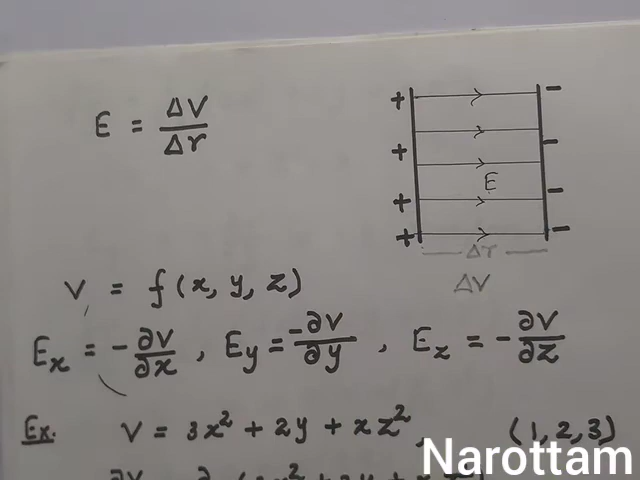 E = ΔV/Δr
+ −
+ −
E
+ −
+ −
Δr
ΔV
V = f(x, y, z)
Ex = -∂V/∂x , Ey = -∂V/∂y , Ez = -∂V/∂z
Ex. V = 3x² + 2y + xz², (1,2,3)
Narottam